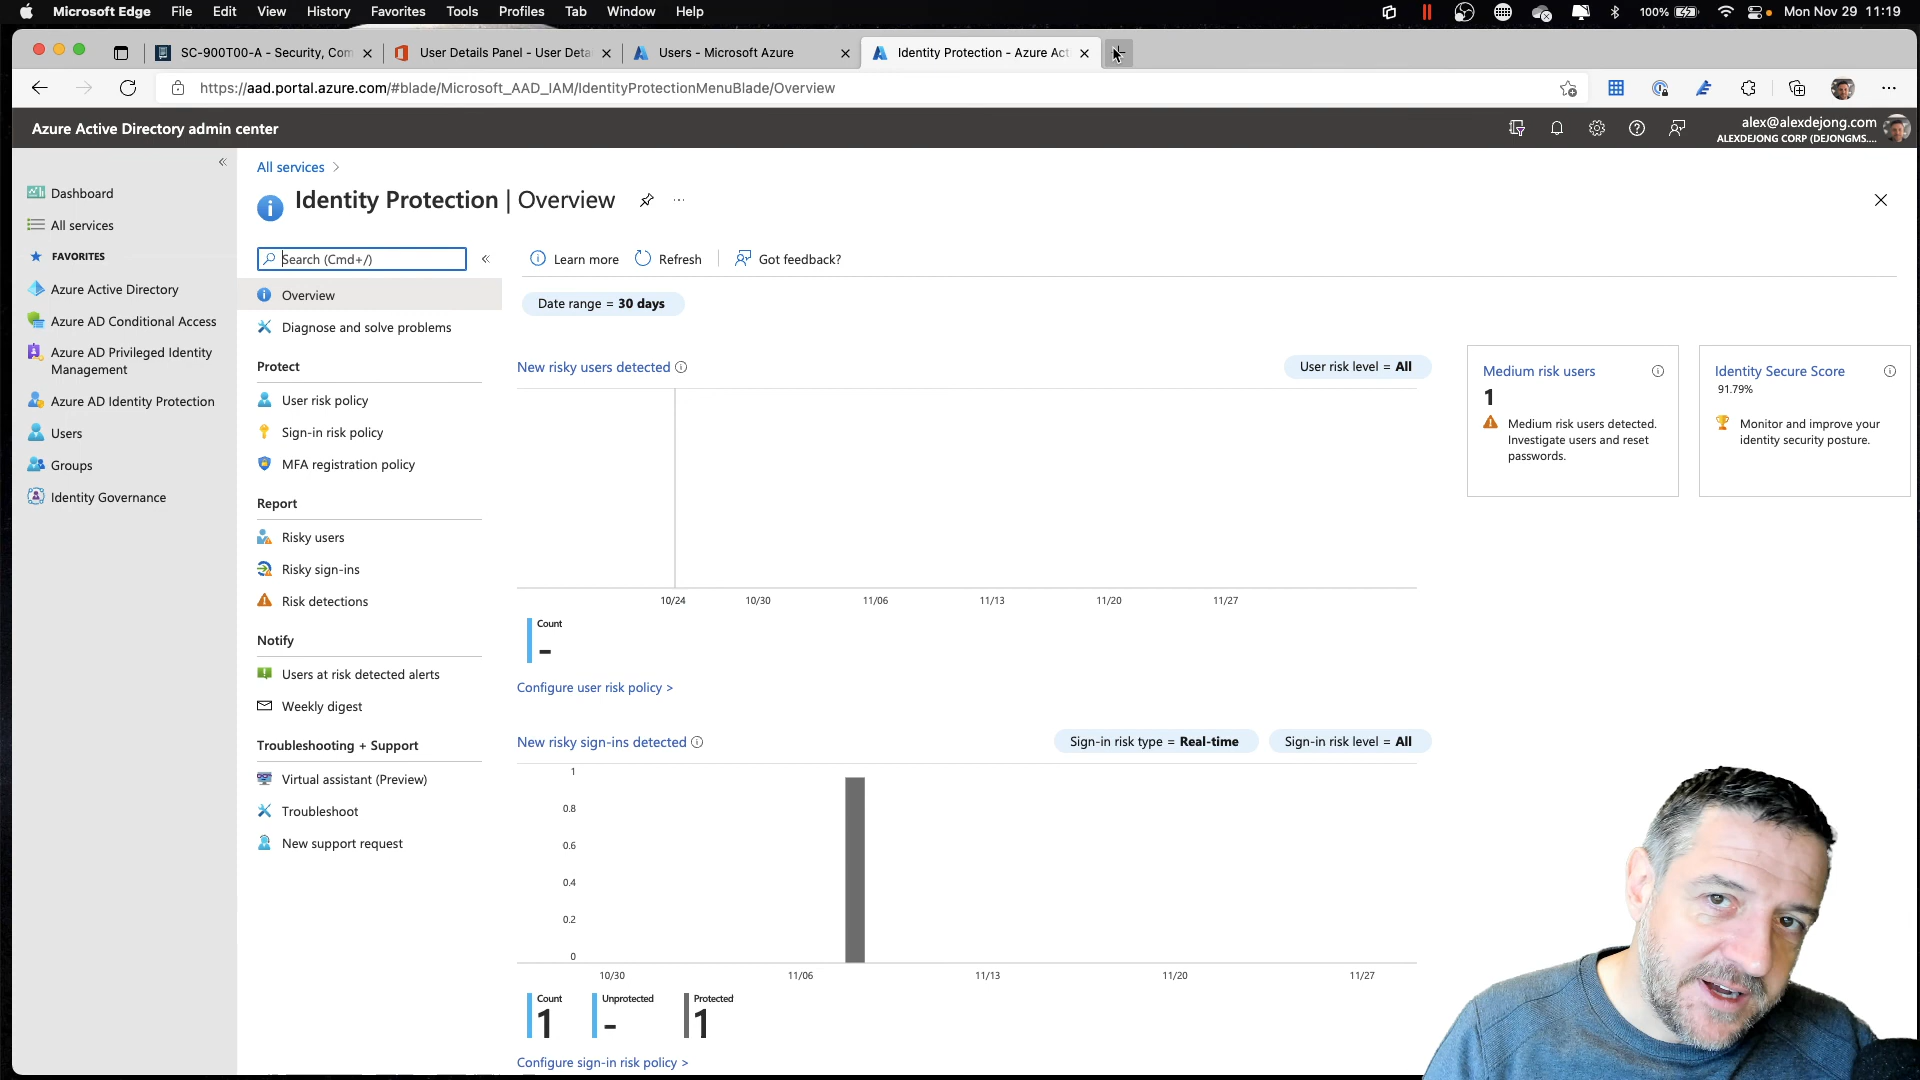 Microsoft Edge File Edit View History Favorites Tools Profiles Tab Window Help 100% Mon Nov 29 11:19
SC-900T00-A - Security, Com User Details Panel - User Deta Users - Microsoft Azure Identity Protection - Azure Act
https://aad.portal.azure.com/#blade/Microsoft_AAD_IAM/IdentityProtectionMenuBlade/Overview
Azure Active Directory admin center
alex@alexdejong.com
ALEXDEJONG CORP (DEJONGMS....
Dashboard
All services
FAVORITES
Azure Active Directory
Azure AD Conditional Access
Azure AD Privileged Identity
Management
Azure AD Identity Protection
Users
Groups
Identity Governance
All services
Identity Protection | Overview
Search (Cmd+/)
Overview
Diagnose and solve problems
Protect
User risk policy
Sign-in risk policy
MFA registration policy
Report
Risky users
Risky sign-ins
Risk detections
Notify
Users at risk detected alerts
Weekly digest
Troubleshooting + Support
Virtual assistant (Preview)
Troubleshoot
New support request
Learn more Refresh Got feedback?
Date range = 30 days
New risky users detected
User risk level = All
10/24 10/30 11/06 11/13 11/20 11/27
Count
-
Configure user risk policy >
New risky sign-ins detected
Sign-in risk type = Real-time Sign-in risk level = All
1
0.8
0.6
0.4
0.2
0
10/30 11/06 11/13 11/20 11/27
Count Unprotected Protected
1 - 1
Configure sign-in risk policy >
Medium risk users
1
Medium risk users detected.
Investigate users and reset
passwords.
Identity Secure Score
91.79%
Monitor and improve your
identity security posture.